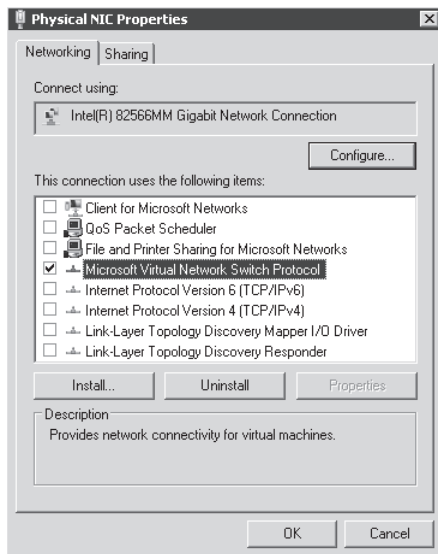 Physical NIC Properties
Networking
Sharing
Connect using:
Intel(R) 82566MM Gigabit Network Connection
Configure...
This connection uses the following items:
Client for Microsoft Networks
QoS Packet Scheduler
File and Printer Sharing for Microsoft Networks
Microsoft Virtual Network Switch Protocol
Internet Protocol Version 6 (TCP/IPv6)
Internet Protocol Version 4 (TCP/IPv4)
Link-Layer Topology Discovery Mapper I/O Driver
Link-Layer Topology Discovery Responder
Install...
Uninstall
Properties
Description
Provides network connectivity for virtual machines.
OK
Cancel